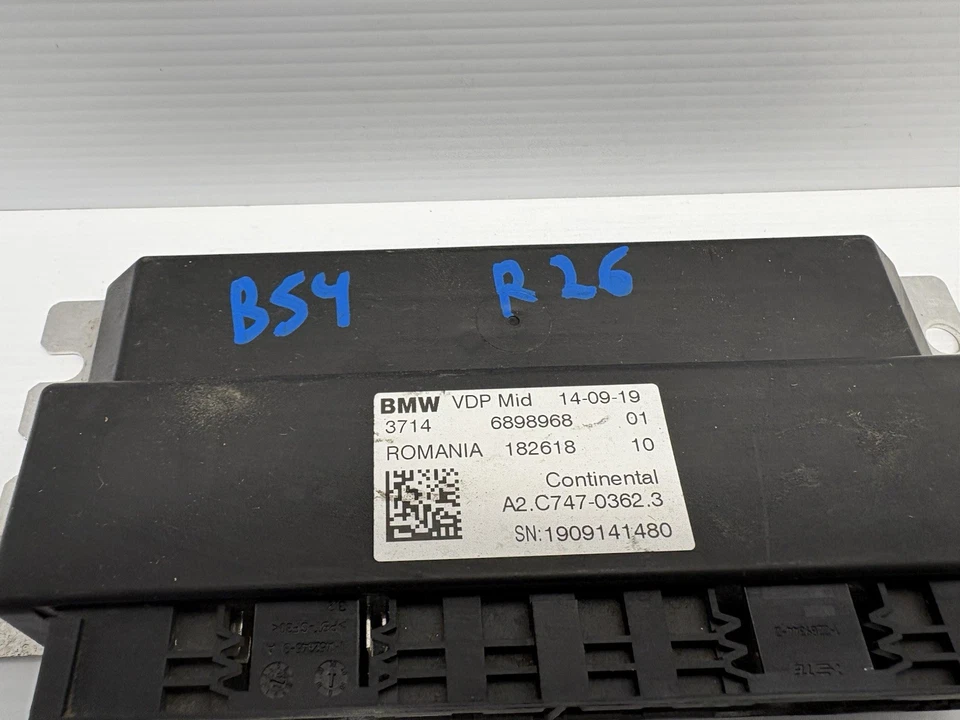 B54 R26
BMW VDP Mid 14-09-19
3714 6898968 01
ROMANIA 182618 10
Continental
A2.C747-0362.3
SN:1909141480